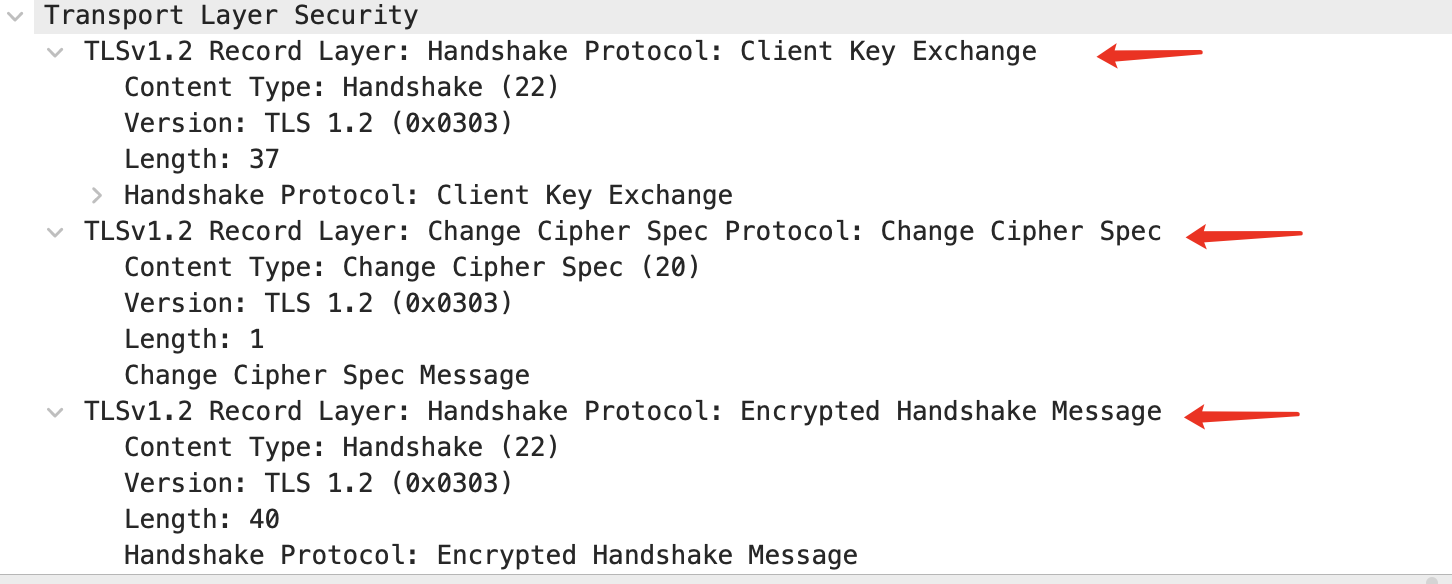 Transport Layer Security
TLSv1.2 Record Layer: Handshake Protocol: Client Key Exchange
Content Type: Handshake (22)
Version: TLS 1.2 (0x0303)
Length: 37
Handshake Protocol: Client Key Exchange
TLSv1.2 Record Layer: Change Cipher Spec Protocol: Change Cipher Spec
Content Type: Change Cipher Spec (20)
Version: TLS 1.2 (0x0303)
Length: 1
Change Cipher Spec Message
TLSv1.2 Record Layer: Handshake Protocol: Encrypted Handshake Message
Content Type: Handshake (22)
Version: TLS 1.2 (0x0303)
Length: 40
Handshake Protocol: Encrypted Handshake Message